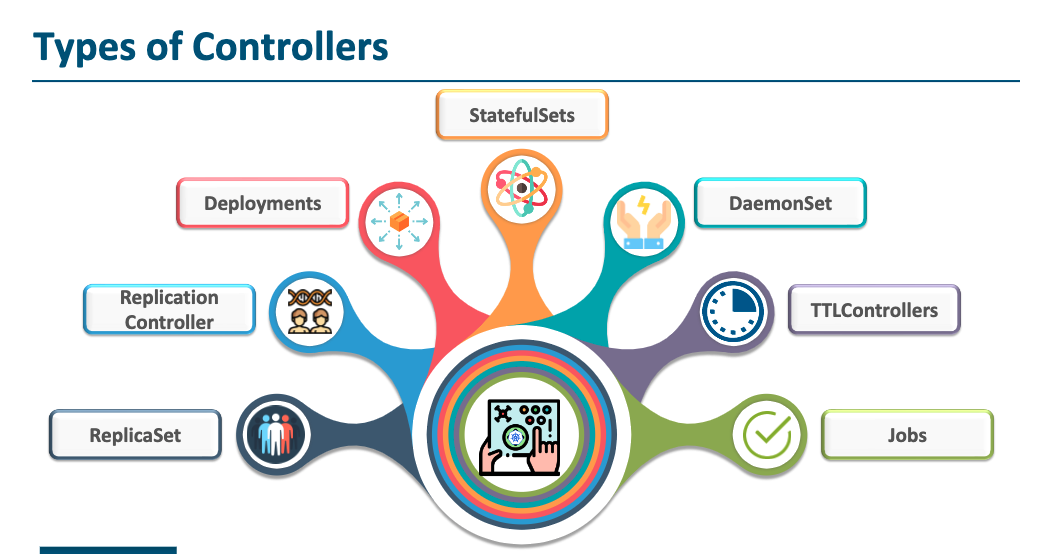 Types of Controllers
StatefulSets
Deployments
DaemonSet
Replication
Controller
TTLControllers
ReplicaSet
Jobs